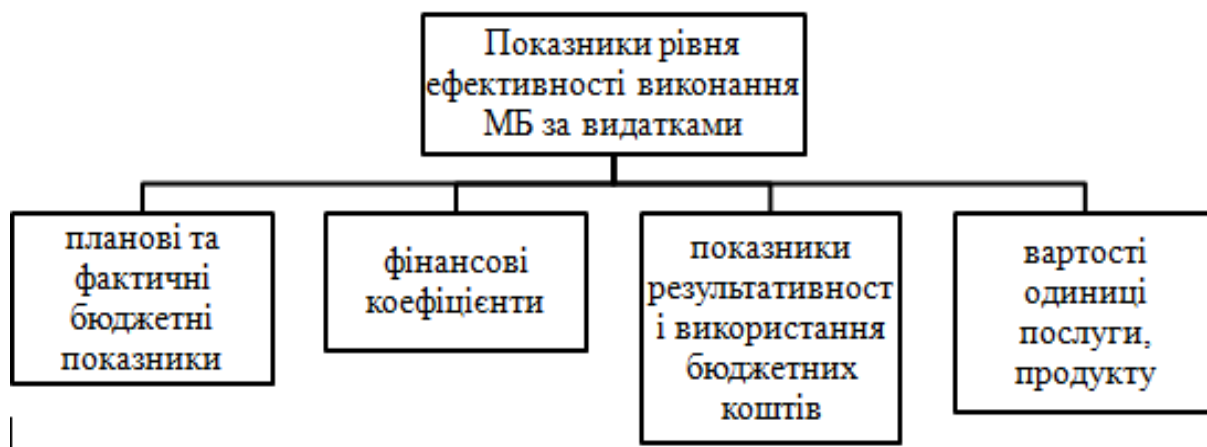 Показники рівня
ефективності виконання
МБ за видатками
планові та
фактичні
бюджетні
показники
фінансові
коефіцієнти
показники
результативност
і використання
бюджетних
коштів
вартості
одиниці
послуги,
продукту